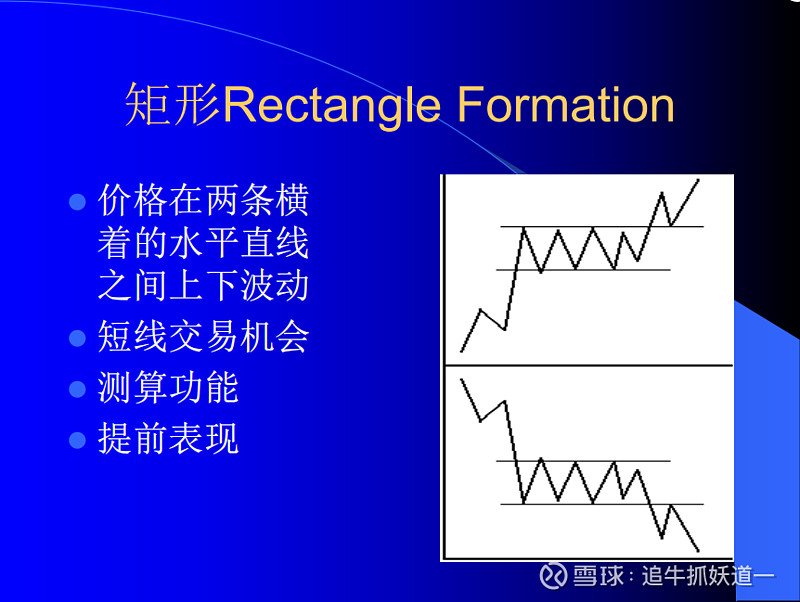 矩形Rectangle Formation
价格在两条横
着的水平直线
之间上下波动
短线交易机会
测算功能
提前表现
雪球：追牛抓妖道一